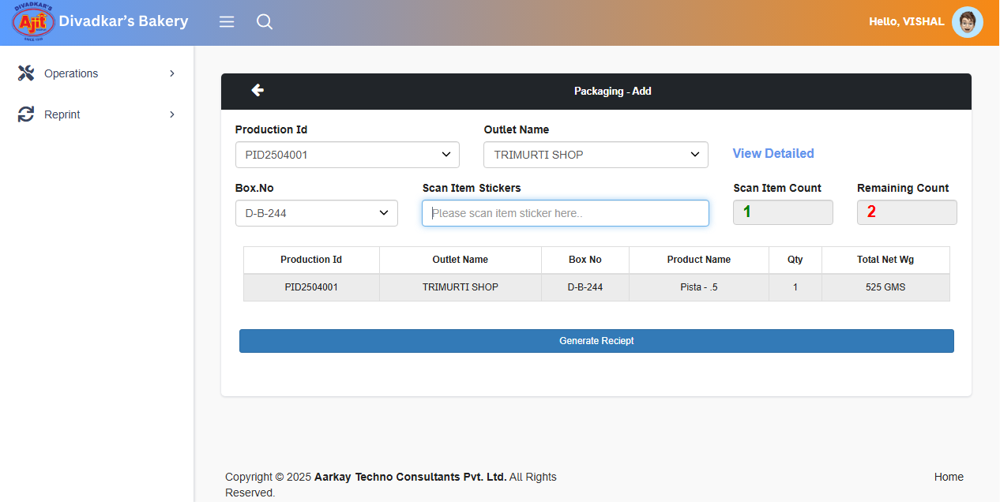 DIVADKAR'S
Ajit
SINCE 1941
Divadkar's Bakery
Hello, VISHAL
Operations
Reprint
Packaging - Add
Production Id
Outlet Name
PID2504001
TRIMURTI SHOP
View Detailed
Box.No
Scan Item Stickers
Scan Item Count
Remaining Count
D-B-244
Please scan item sticker here..
1
2
Production Id Outlet Name Box No Product Name Qty Total Net Wg
PID2504001 TRIMURTI SHOP D-B-244 Pista - .5 1 525 GMS
Generate Reciept
Copyright © 2025 Aarkay Techno Consultants Pvt. Ltd. All Rights
Reserved.
Home